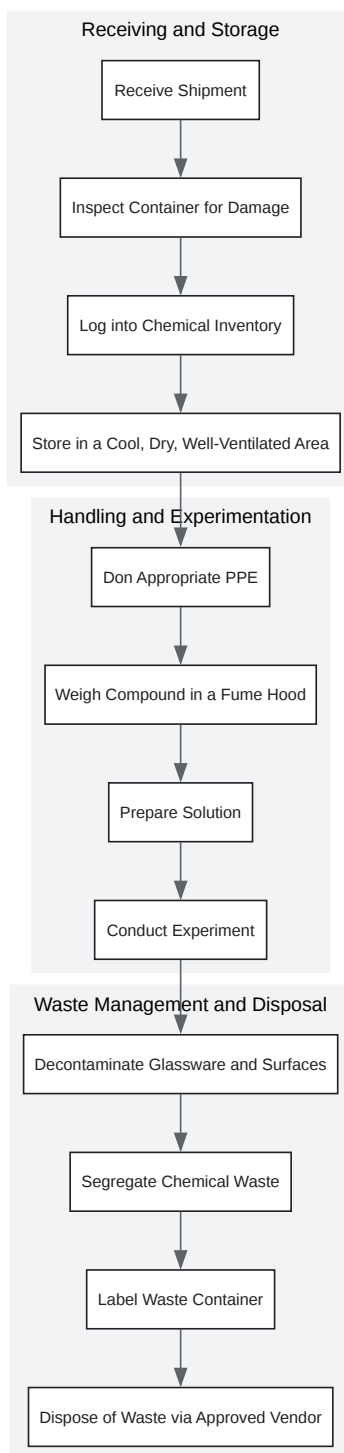 Receiving and Storage
Receive Shipment
Inspect Container for Damage
Log into Chemical Inventory
Store in a Cool, Dry, Well-Ventilated Area
Handling and Experimentation
Don Appropriate PPE
Weigh Compound in a Fume Hood
Prepare Solution
Conduct Experiment
Waste Management and Disposal
Decontaminate Glassware and Surfaces
Segregate Chemical Waste
Label Waste Container
Dispose of Waste via Approved Vendor